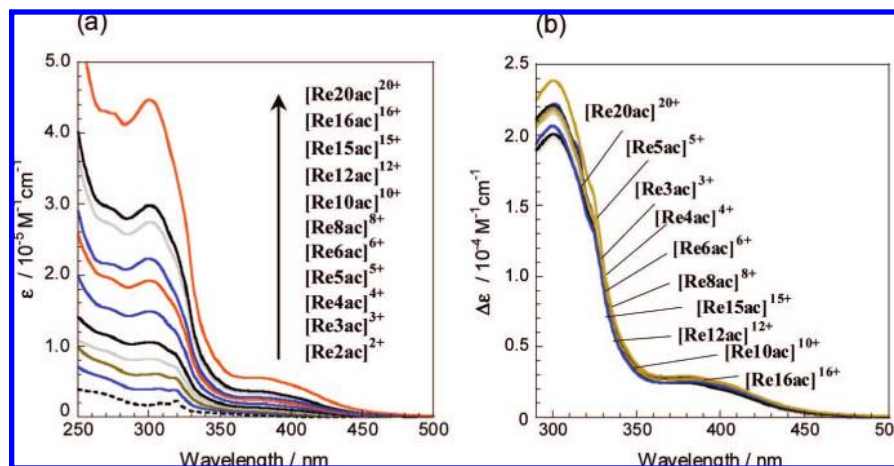 (a)
5.0
4.0
3.0
2.0
1.0
0
ε / 10⁻⁵ M⁻¹cm⁻¹
[Re20ac]²⁰⁺
[Re16ac]¹⁶⁺
[Re15ac]¹⁵⁺
[Re12ac]¹²⁺
[Re10ac]¹⁰⁺
[Re8ac]⁸⁺
[Re6ac]⁶⁺
[Re5ac]⁵⁺
[Re4ac]⁴⁺
[Re3ac]³⁺
[Re2ac]²⁺
250 300 350 400 450 500
Wavelength / nm
(b)
2.5
2.0
1.5
1.0
0.5
0
Δε / 10⁻⁴ M⁻¹cm⁻¹
[Re20ac]²⁰⁺
[Re5ac]⁵⁺
[Re3ac]³⁺
[Re4ac]⁴⁺
[Re6ac]⁶⁺
[Re8ac]⁸⁺
[Re15ac]¹⁵⁺
[Re12ac]¹²⁺
[Re10ac]¹⁰⁺
[Re16ac]¹⁶⁺
300 350 400 450 500
Wavelength / nm